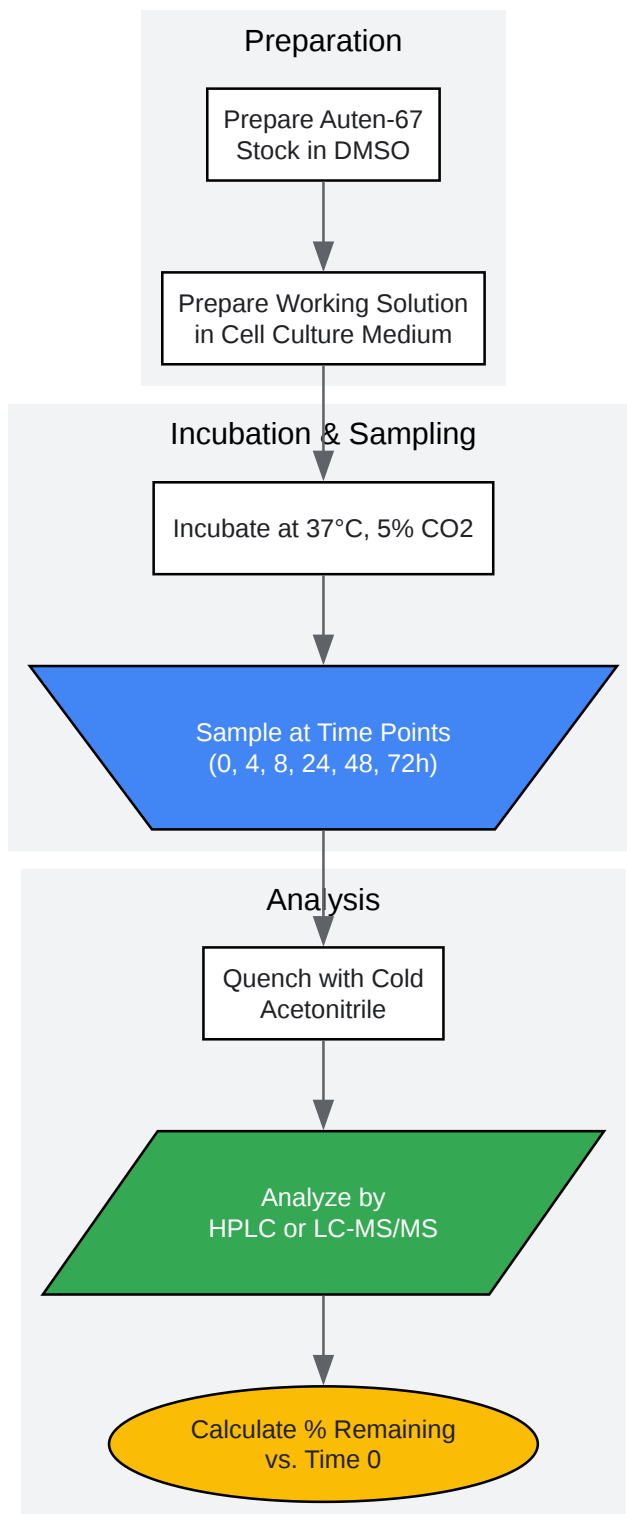 Preparation
Prepare Auten-67
Stock in DMSO
Prepare Working Solution
in Cell Culture Medium
Incubation & Sampling
Incubate at 37°C, 5% CO2
Sample at Time Points
(0, 4, 8, 24, 48, 72h)
Analysis
Quench with Cold
Acetonitrile
Analyze by
HPLC or LC-MS/MS
Calculate % Remaining
vs. Time 0